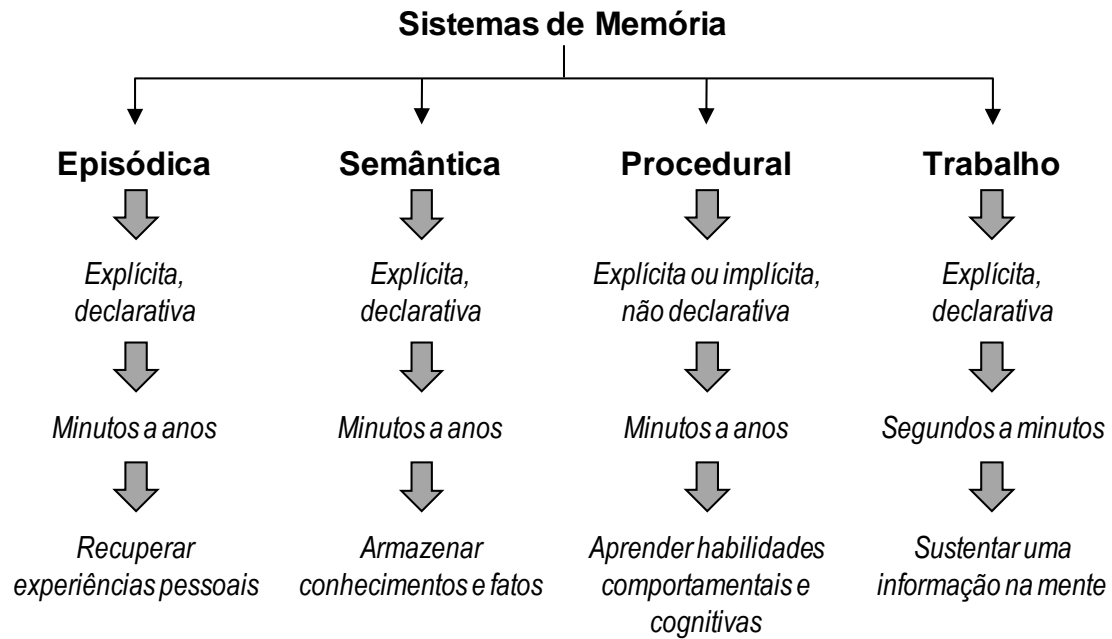 Sistemas de Memória
Episódica
Semântica
Procedural
Trabalho
Explícita,
declarativa
Explícita,
declarativa
Explícita ou implícita,
não declarativa
Explícita,
declarativa
Minutos a anos
Minutos a anos
Minutos a anos
Segundos a minutos
Recuperar
experiências pessoais
Armazenar
conhecimentos e fatos
Aprender habilidades
comportamentais e
cognitivas
Sustentar uma
informação na mente